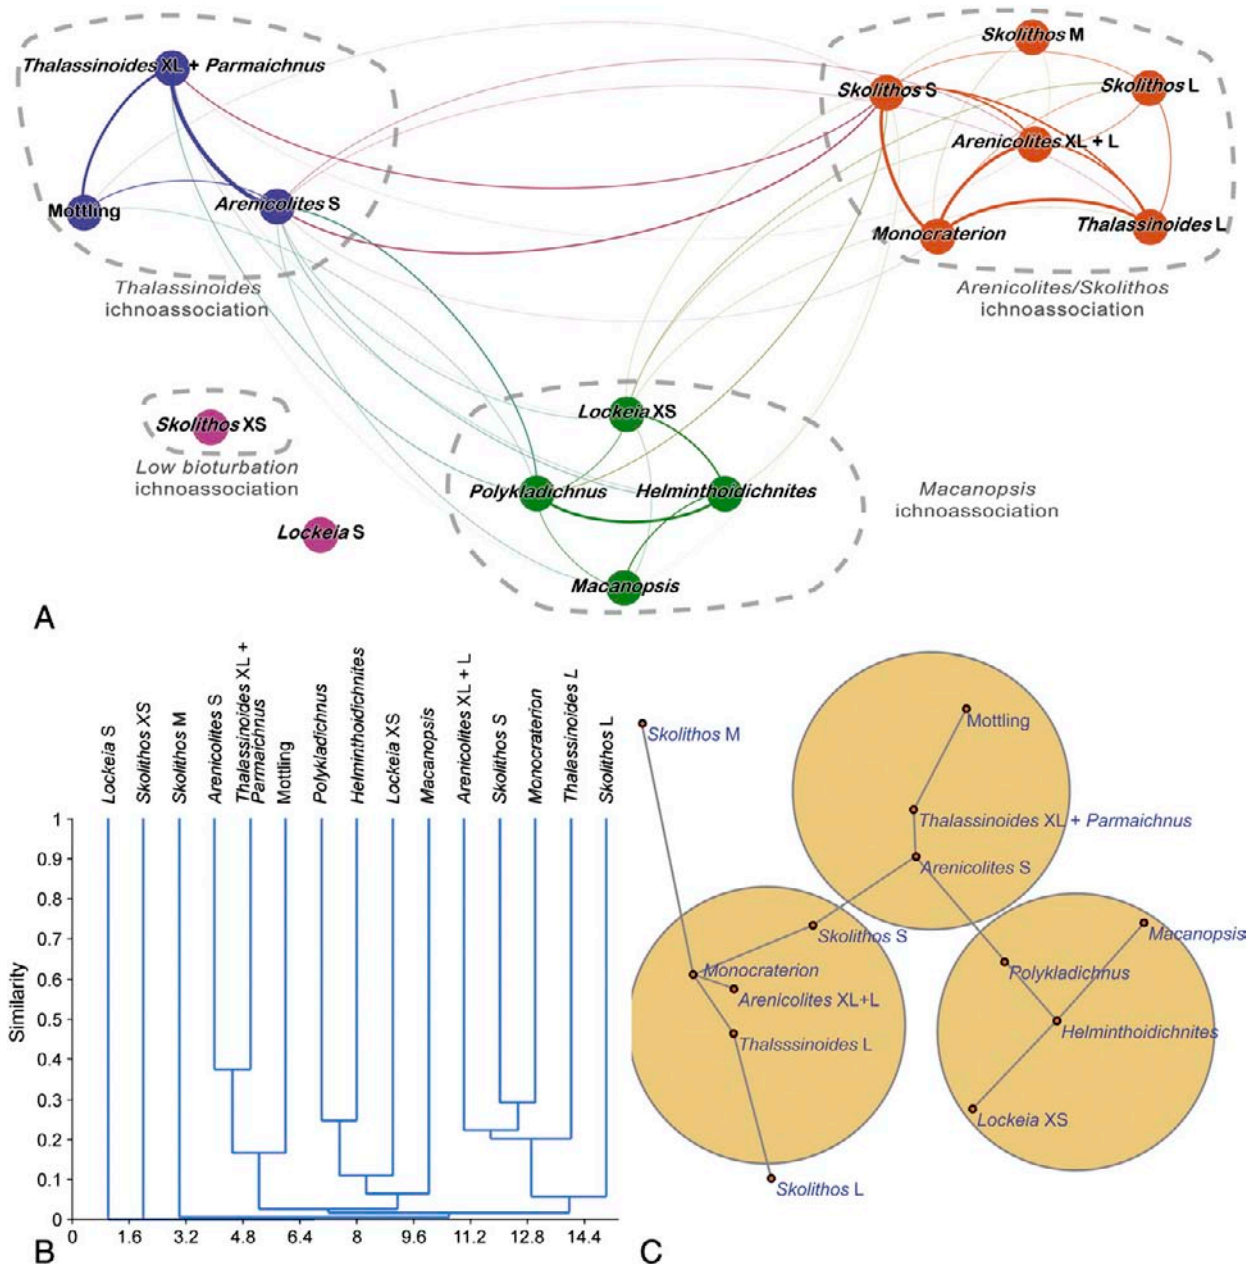 Skolithos M
Thalassinoides XL + Parmaichnus
Skolithos S
Skolithos L
Arenicolites XL + L
Mottling
Arenicolites S
Monocraterion
Thalassinoides L
Thalassinoides
ichnoassociation
Arenicolites/Skolithos
ichnoassociation
Skolithos XS
Lockeia XS
Low bioturbation
ichnoassociation
Polykladichnus
Helminthoidichnites
Macanopsis
ichnoassociation
Lockeia S
Macanopsis
A
Lockeia S
Skolithos XS
Skolithos M
Arenicolites S
Thalassinoides XL +
Parmaichnus
Mottling
Polykladichnus
Helminthoidichnites
Lockeia XS
Macanopsis
Arenicolites XL + L
Skolithos S
Monocraterion
Thalassinoides L
Skolithos L
Similarity
1
0.9
0.8
0.7
0.6
0.5
0.4
0.3
0.2
0.1
0
0 1.6 3.2 4.8 6.4 8 9.6 11.2 12.8 14.4
B
Skolithos M
Mottling
Thalassinoides XL + Parmaichnus
Arenicolites S
Skolithos S
Macanopsis
Monocraterion
Polykladichnus
Arenicolites XL+L
Helminthoidichnites
Thalsssinoides L
Lockeia XS
Skolithos L
C